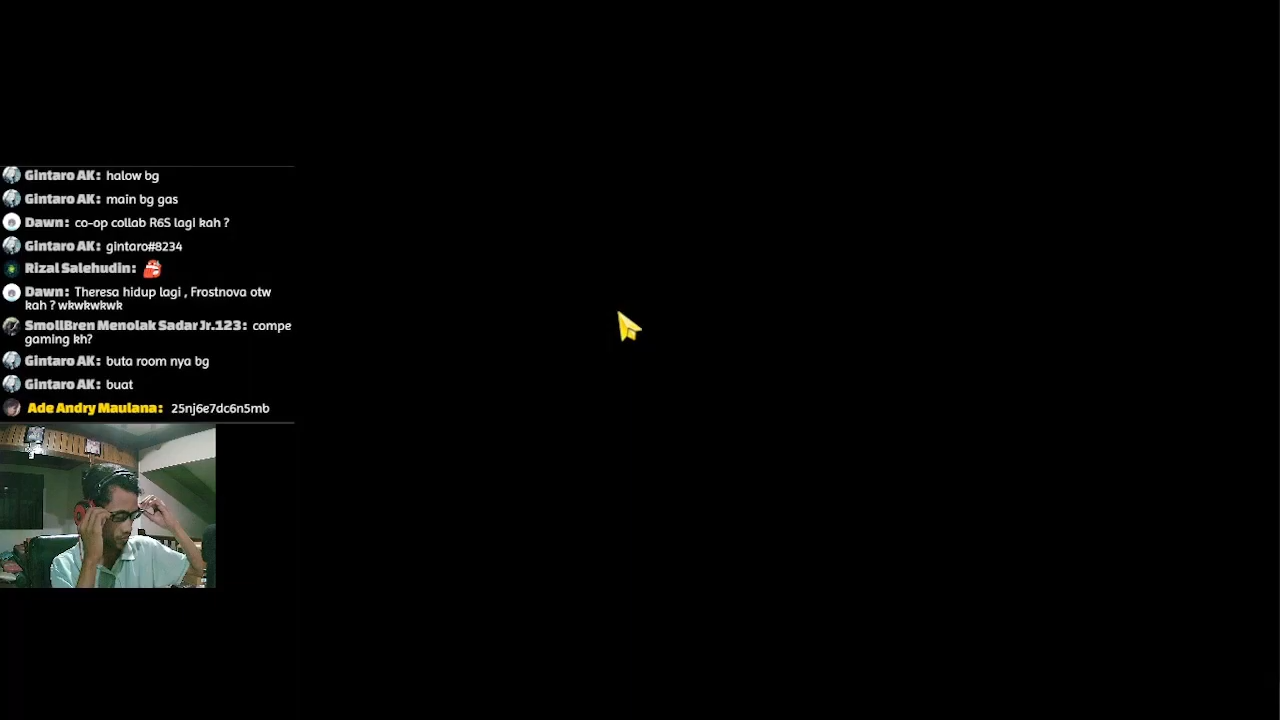 Gintaro AK: halow bg
Gintaro AK: main bg gas
Dawn: co-op collab R6S lagi kah ?
Gintaro AK: gintaro#8234
Rizal Salehudin:
Dawn: Theresa hidup lagi , Frostnova otw
kah ? wkwkwkwk
SmollBren Menolak Sadar Jr.123: compe
gaming kh?
Gintaro AK: buta room nya bg
Gintaro AK: buat
Ade Andry Maulana: 25nj6e7dc6n5mb